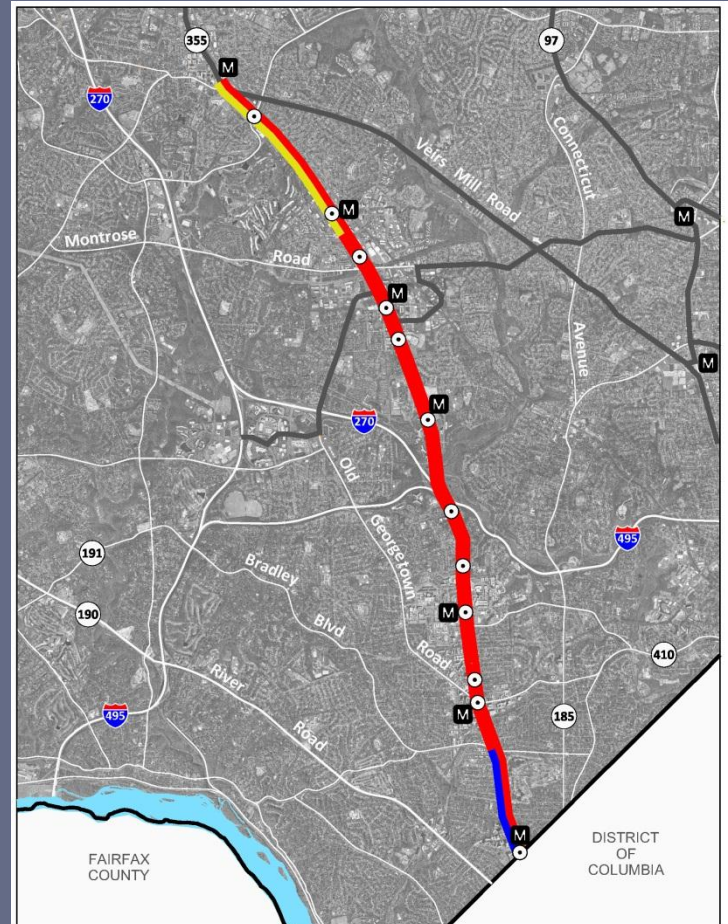 355
97
M
270
Connecticut
Veirs Mill Road
M
M
Montrose
Road
M
Avenue
M
M
270
Old
Georgetown
Road
495
191
Bradley
Blvd
190
M
River
Road
410
M
495
185
M
DISTRICT
OF
COLUMBIA
FAIRFAX
COUNTY